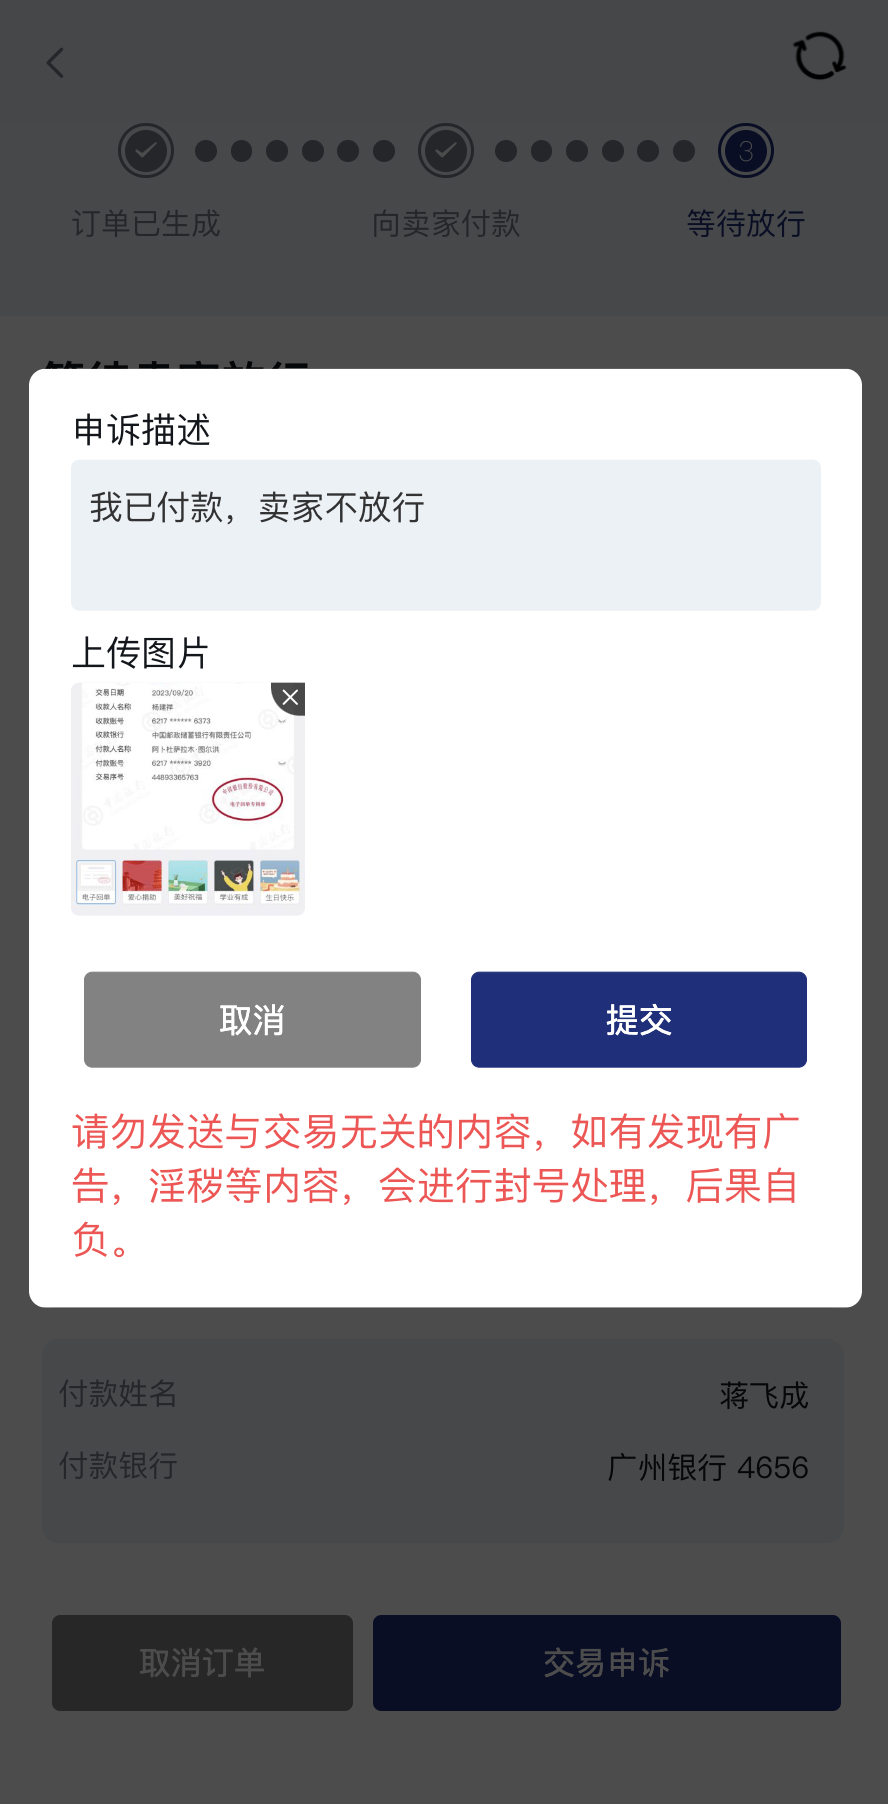 3
订单已生成
向卖家付款
等待放行
申诉描述
我已付款，卖家不放行
上传图片
交易日期 2023/09/20
收款人名称 杨建祥
收款账号 6217 ****** 6373
收款银行 中国邮政储蓄银行有限责任公司
付款人名称 阿卜杜萨拉木·图尔洪
付款账号 6217 ****** 3920
交易序号 44893365763
电子回单专用章
电子回单
爱心捐助
美好祝福
学业有成
生日快乐
取消
提交
请勿发送与交易无关的内容，如有发现有广
告，淫秽等内容，会进行封号处理，后果自
负。
付款姓名
蒋飞成
付款银行
广州银行 4656
取消订单
交易申诉